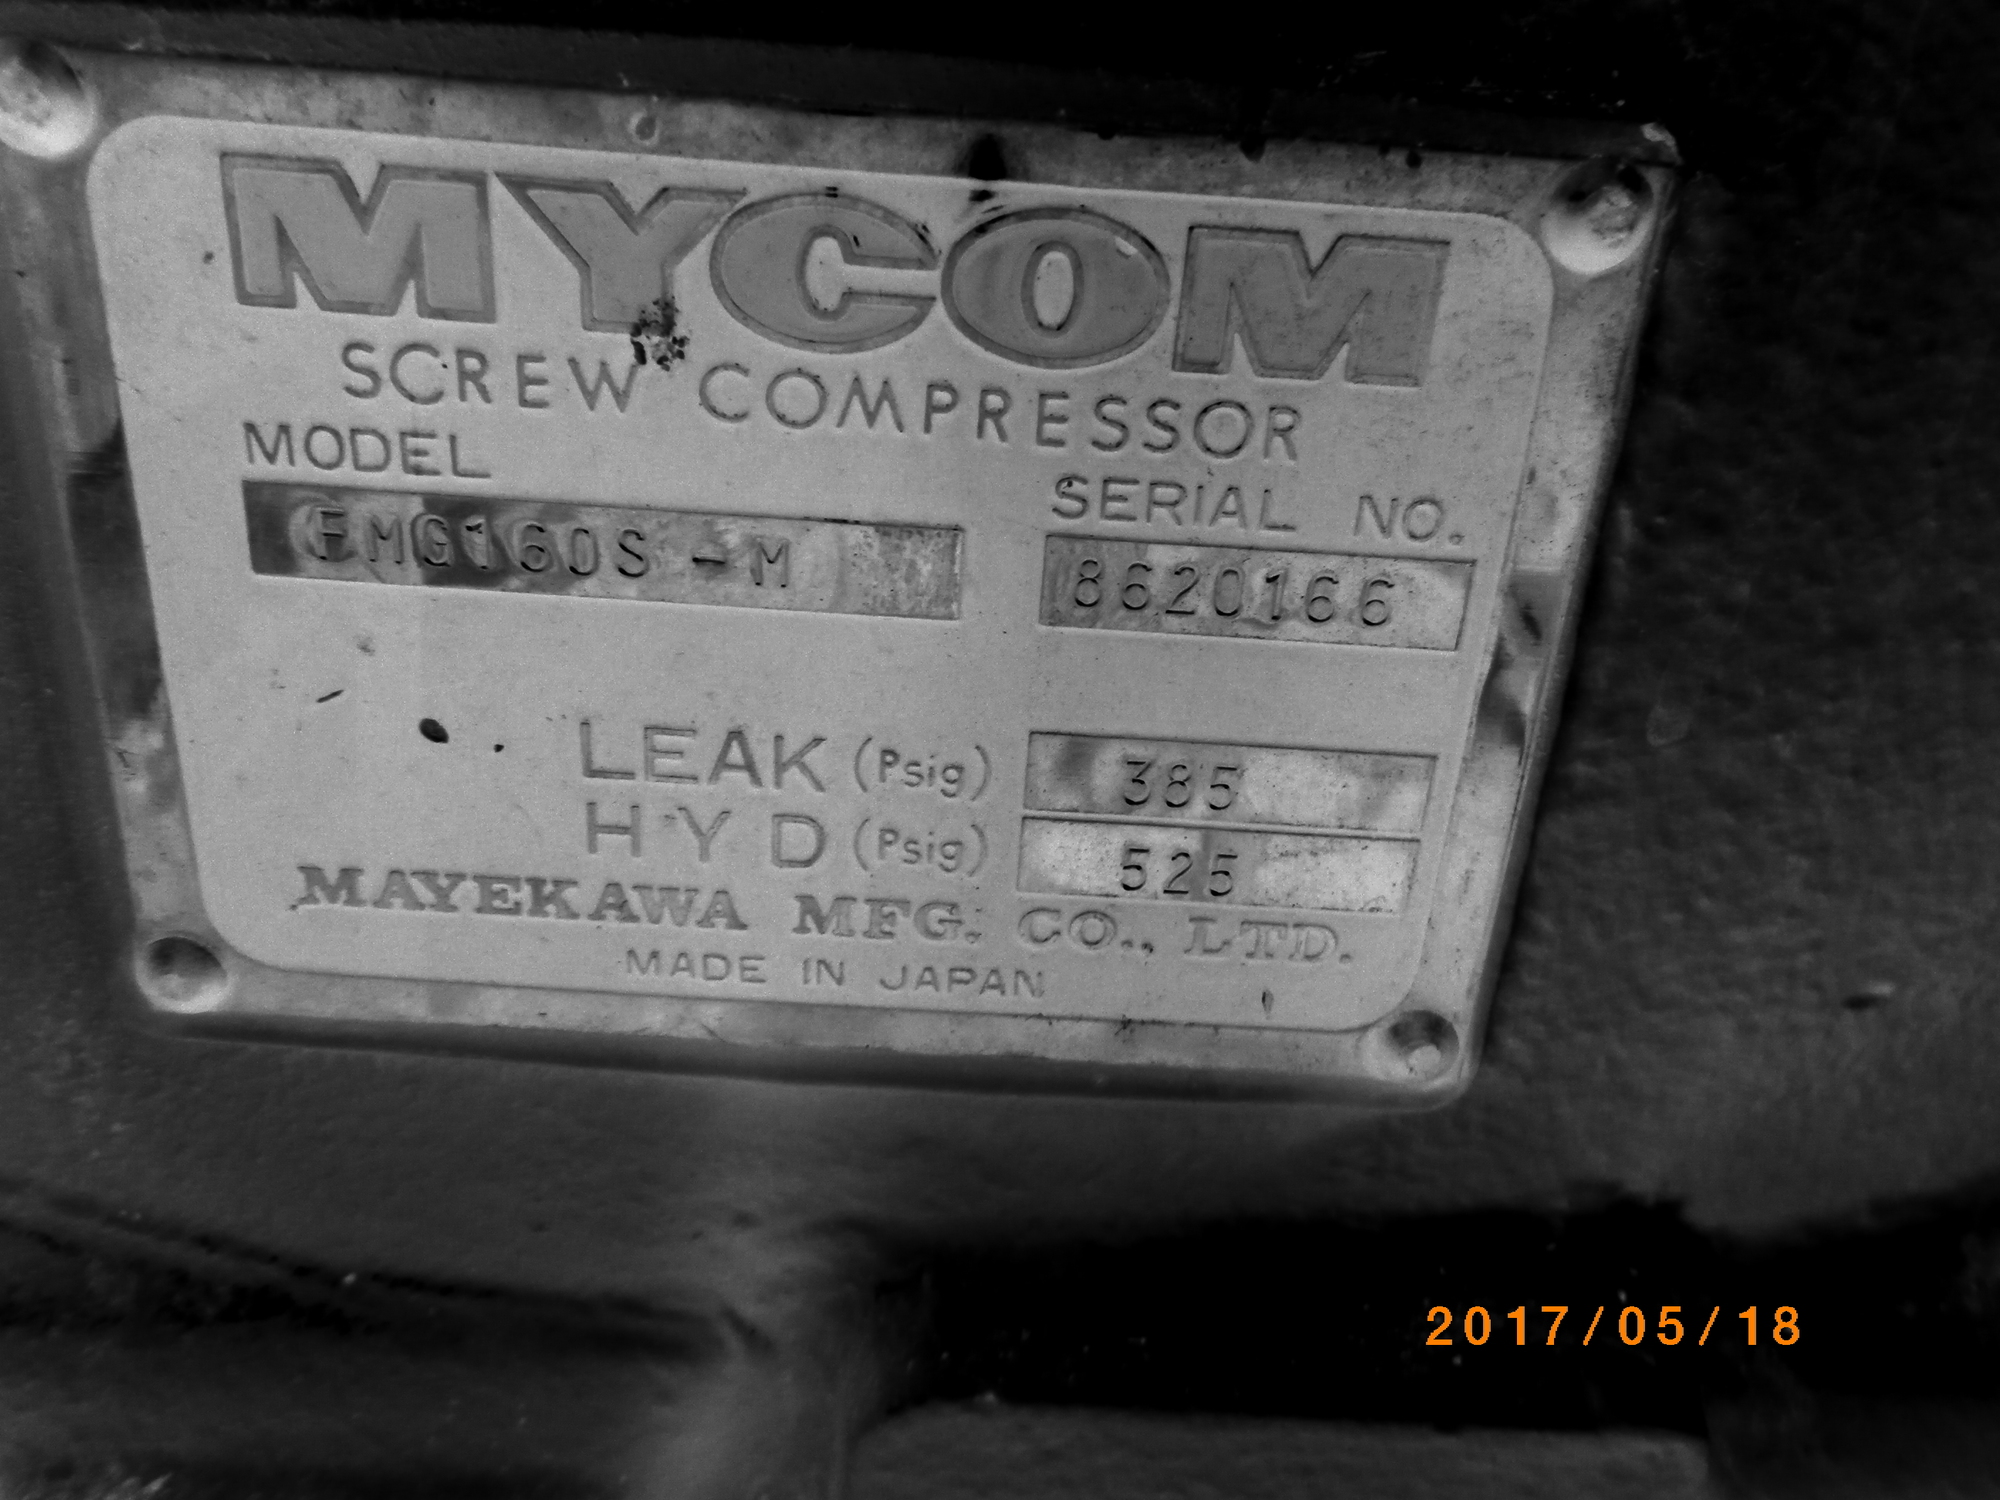 MYCOM
SCREW COMPRESSOR
MODEL
SERIAL NO.
FMG160S-M
8620166
LEAK (Psig) 385
HYD (Psig) 525
MAYEKAWA MFG. CO., LTD.
MADE IN JAPAN
2017/05/18